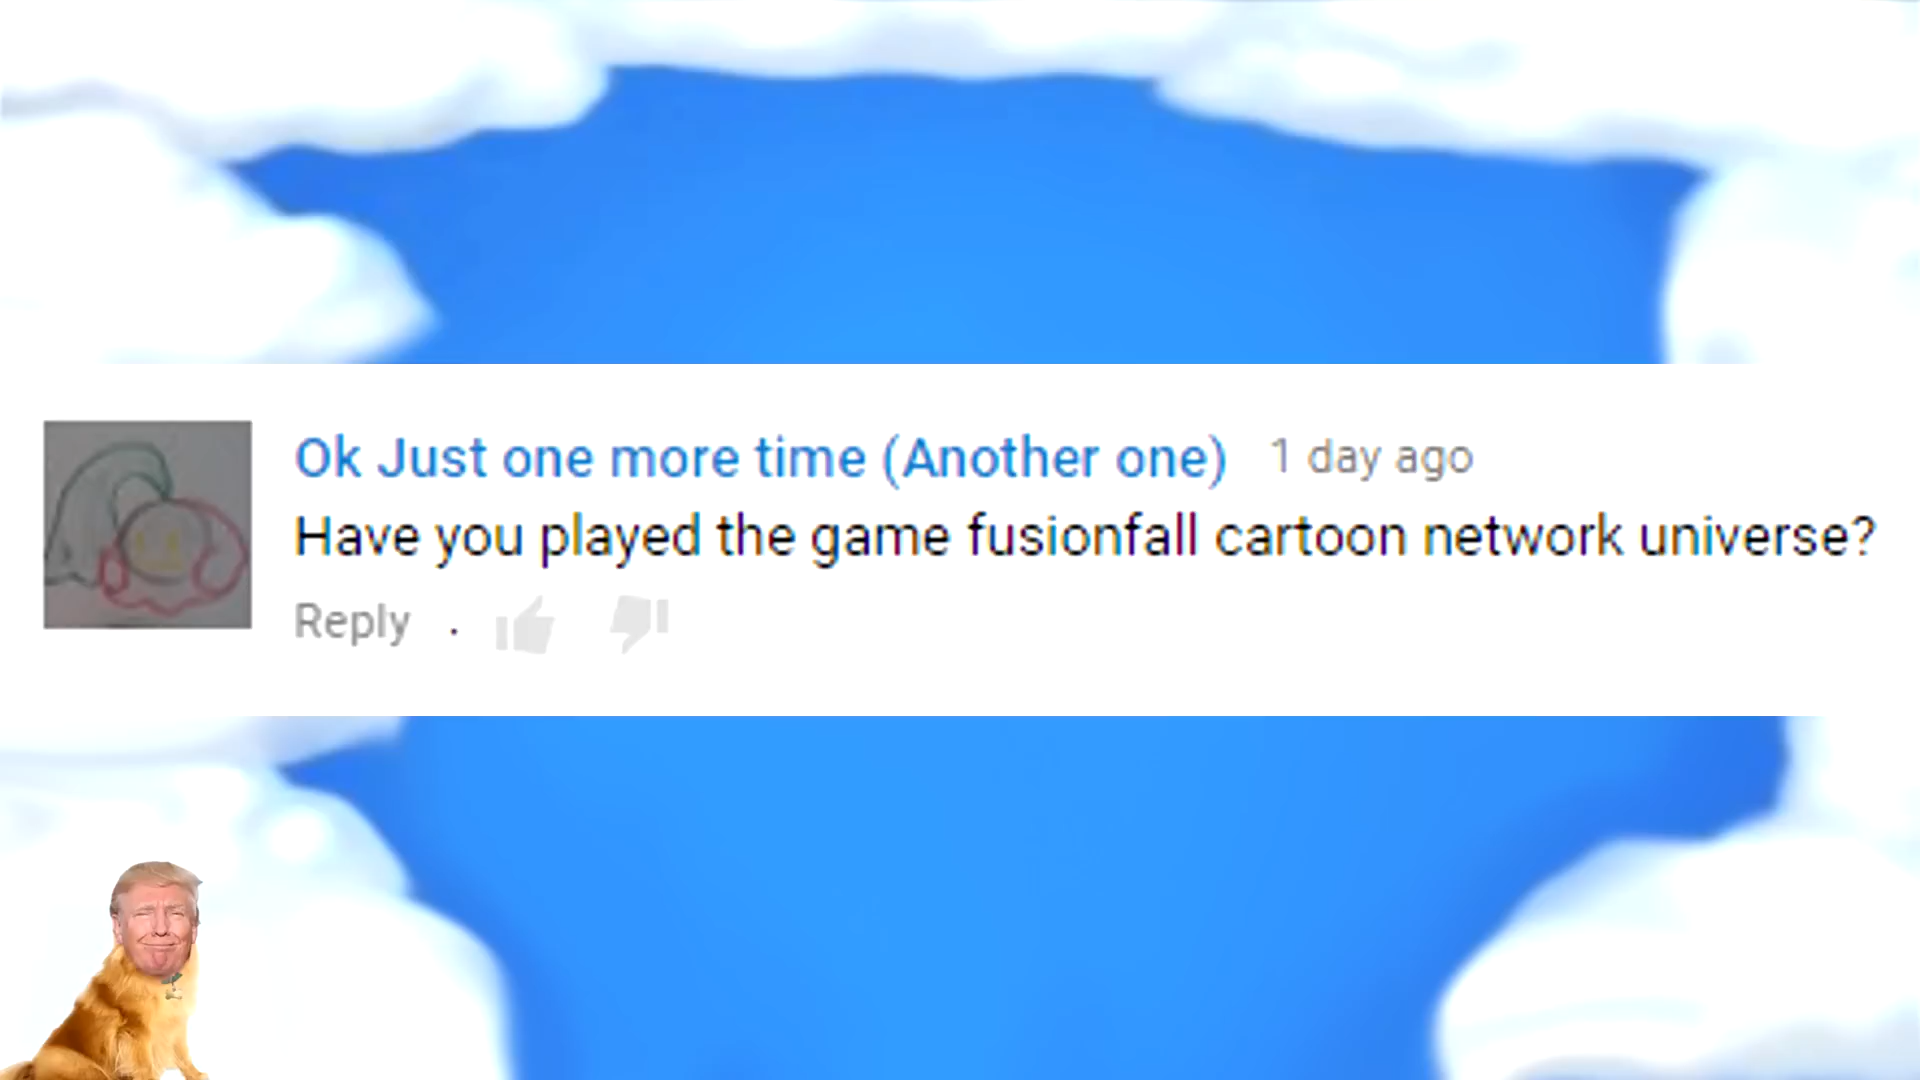 Ok Just one more time (Another one) 1 day ago
Have you played the game fusionfall cartoon network universe?
Reply .